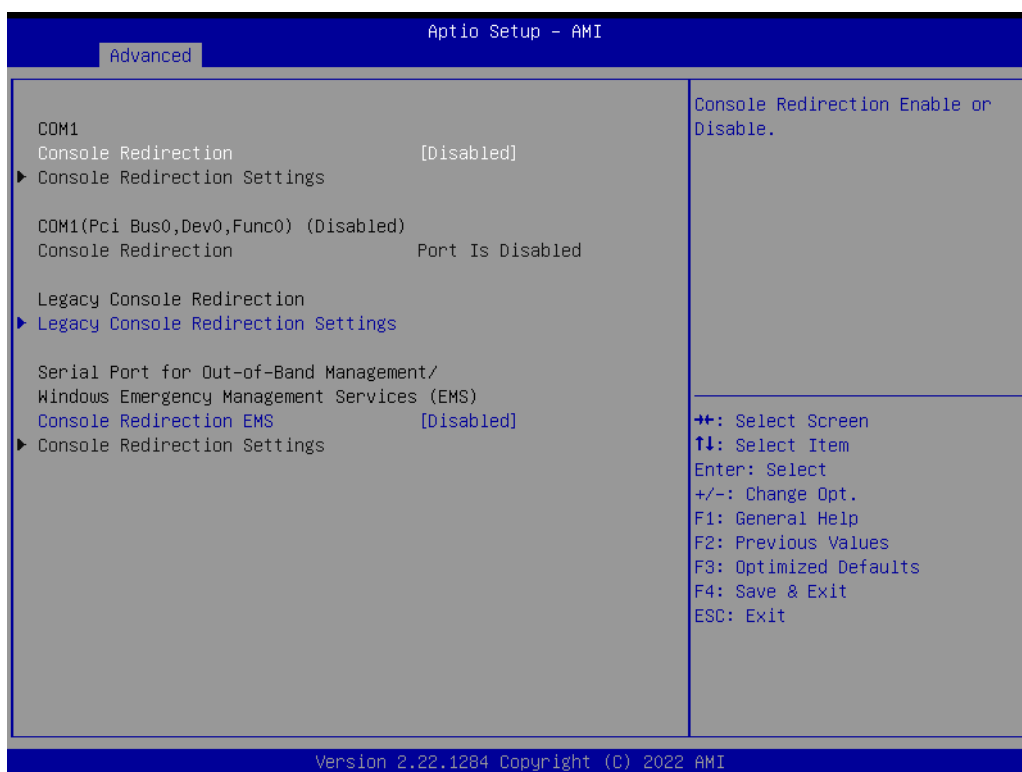 Aptio Setup – AMI
Advanced
COM1
Console Redirection [Disabled]
▶ Console Redirection Settings
COM1(Pci Bus0,Dev0,Func0) (Disabled)
Console Redirection Port Is Disabled
Legacy Console Redirection
▶ Legacy Console Redirection Settings
Serial Port for Out-of-Band Management/
Windows Emergency Management Services (EMS)
Console Redirection EMS [Disabled]
▶ Console Redirection Settings
Console Redirection Enable or
Disable.
→←: Select Screen
↑↓: Select Item
Enter: Select
+/-: Change Opt.
F1: General Help
F2: Previous Values
F3: Optimized Defaults
F4: Save & Exit
ESC: Exit
Version 2.22.1284 Copyright (C) 2022 AMI